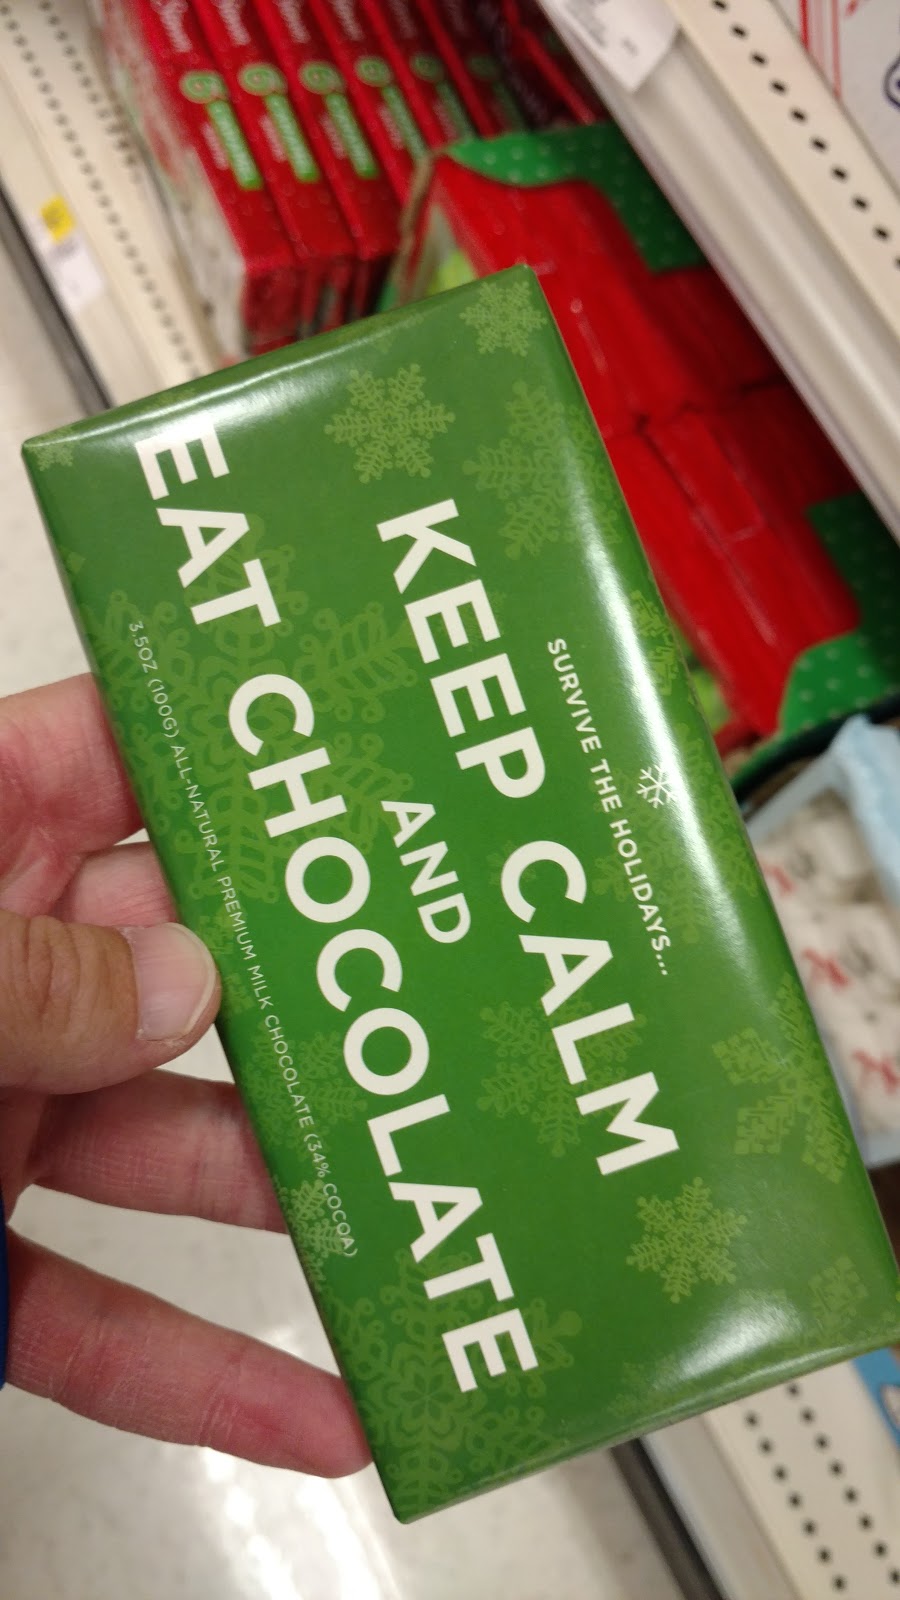 SURVIVE THE HOLIDAYS...
KEEP CALM
AND
EAT CHOCOLATE
3.5OZ (100G) ALL-NATURAL PREMIUM MILK CHOCOLATE (34% COCOA)